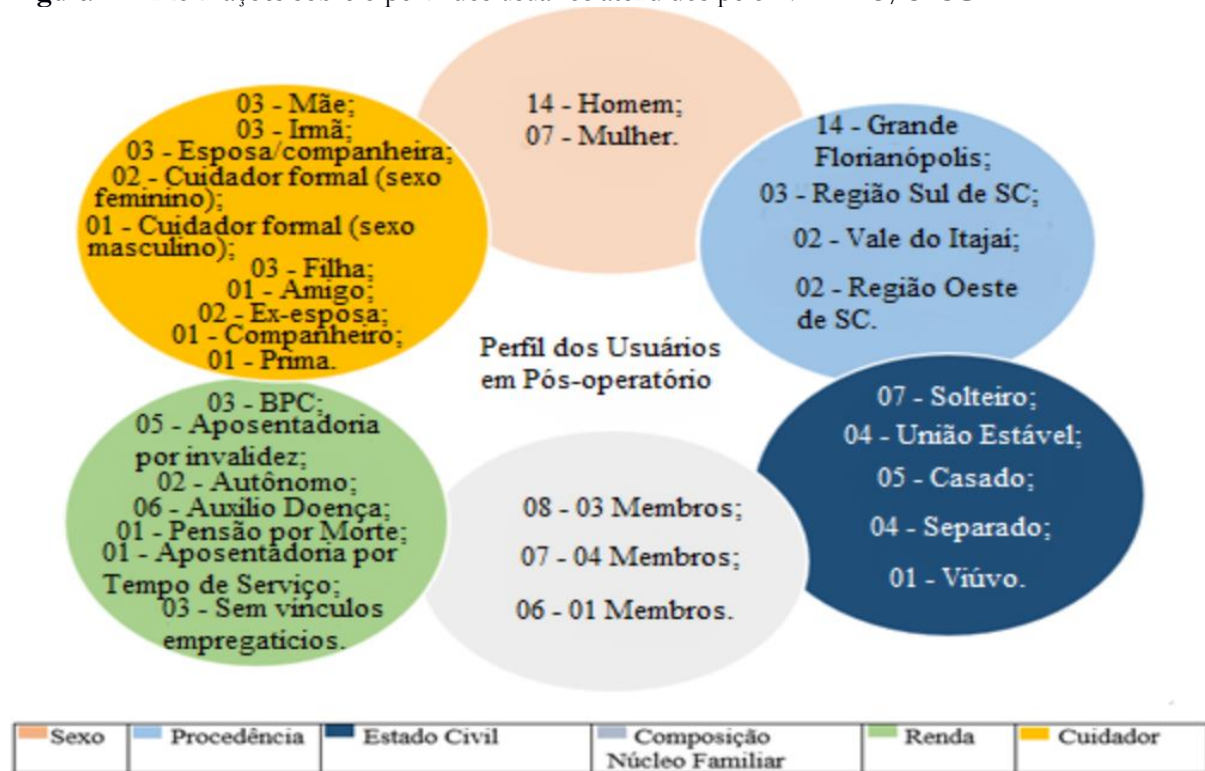 14 - Homem;
07 - Mulher.
14 - Grande
Florianópolis;
03 - Região Sul de SC;
02 - Vale do Itajaí;
02 - Região Oeste
de SC.
07 - Solteiro;
04 - União Estável;
05 - Casado;
04 - Separado;
01 - Viúvo.
08 - 03 Membros;
07 - 04 Membros;
06 - 01 Membros.
03 - BPC;
05 - Aposentadoria
por invalidez;
02 - Autônomo;
06 - Auxílio Doença;
01 - Pensão por Morte;
01 - Aposentadoria por
Tempo de Serviço;
03 - Sem vínculos
empregatícios.
03 - Mãe;
03 - Irmã;
03 - Esposa/companheira;
02 - Cuidador formal (sexo
feminino);
01 - Cuidador formal (sexo
masculino);
03 - Filha;
01 - Amigo;
02 - Ex-esposa;
01 - Companheiro;
01 - Prima.
Perfil dos Usuários
em Pós-operatório
Sexo
Procedência
Estado Civil
Composição
Núcleo Familiar
Renda
Cuidador